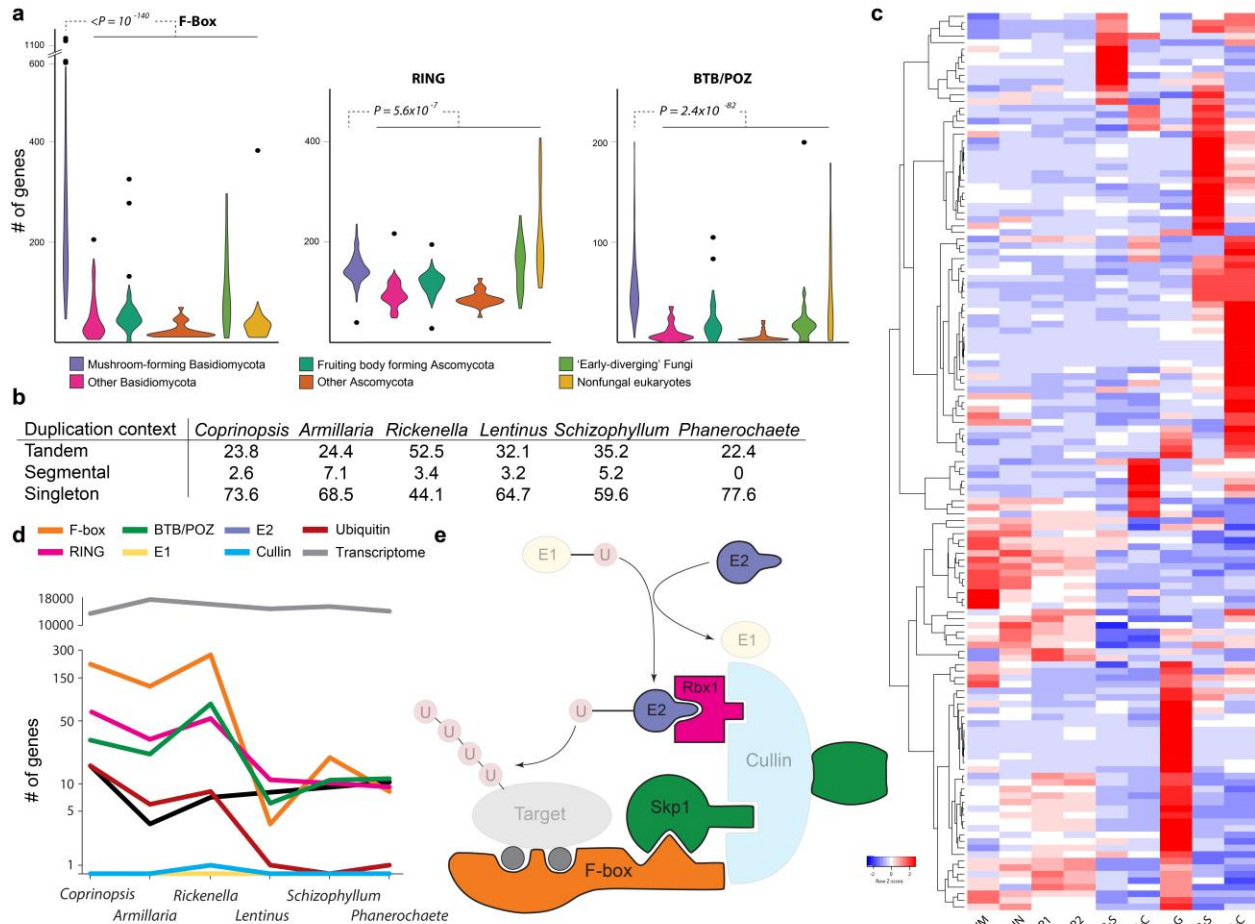 a
<P = 10 -140
F-Box
1100
600
400
200
# of genes
RING
P = 5.6x10 -7
400
200
BTB/POZ
P = 2.4x10 -82
200
100
Mushroom-forming Basidiomycota
Fruiting body forming Ascomycota
'Early-diverging' Fungi
Other Basidiomycota
Other Ascomycota
Nonfungal eukaryotes
b
Duplication context Coprinopsis Armillaria Rickenella Lentinus Schizophyllum Phanerochaete
Tandem 23.8 24.4 52.5 32.1 35.2 22.4
Segmental 2.6 7.1 3.4 3.2 5.2 0
Singleton 73.6 68.5 44.1 64.7 59.6 77.6
d
F-box BTB/POZ E2 Ubiquitin
RING E1 Cullin Transcriptome
18000
10000
300
150
50
10
5
1
# of genes
Coprinopsis
Armillaria
Rickenella
Lentinus
Schizophyllum
Phanerochaete
e
E1 U
E2
E1
Rbx1
E2
U
U
U
U
U
Cullin
Target
Skp1
F-box
c
-2 0 2
Row Z-score